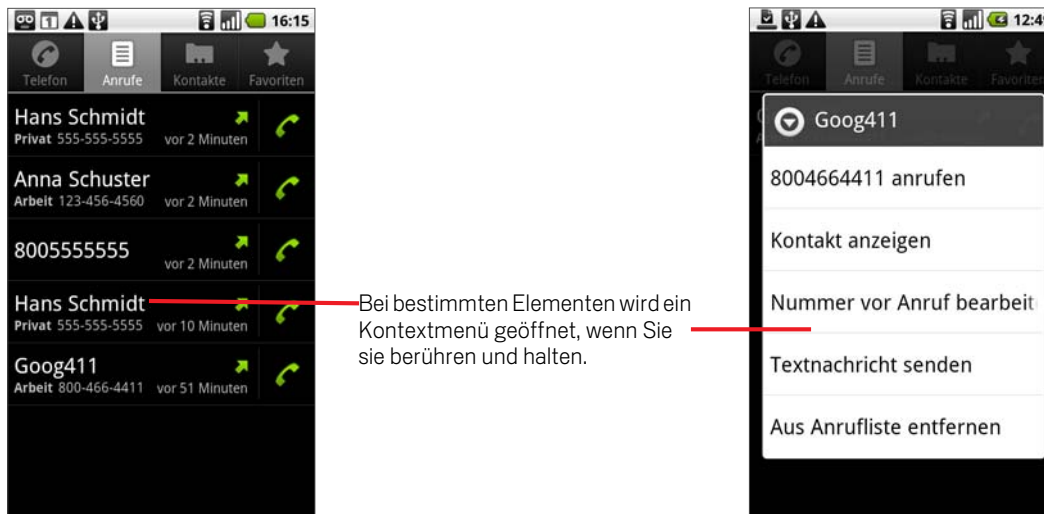 16:15
Telefon Anrufe Kontakte Favoriten
Hans Schmidt
Privat 555-555-5555 vor 2 Minuten
Anna Schuster
Arbeit 123-456-4560 vor 2 Minuten
8005555555
vor 2 Minuten
Hans Schmidt
Privat 555-555-5555 vor 10 Minuten
Goog411
Arbeit 800-466-4411 vor 51 Minuten
Bei bestimmten Elementen wird ein
Kontextmenü geöffnet, wenn Sie
sie berühren und halten.
12:49
Telefon Anrufe Kontakte Favoriten
Goog411
8004664411 anrufen
Kontakt anzeigen
Nummer vor Anruf bearbeit
Textnachricht senden
Aus Anrufliste entfernen